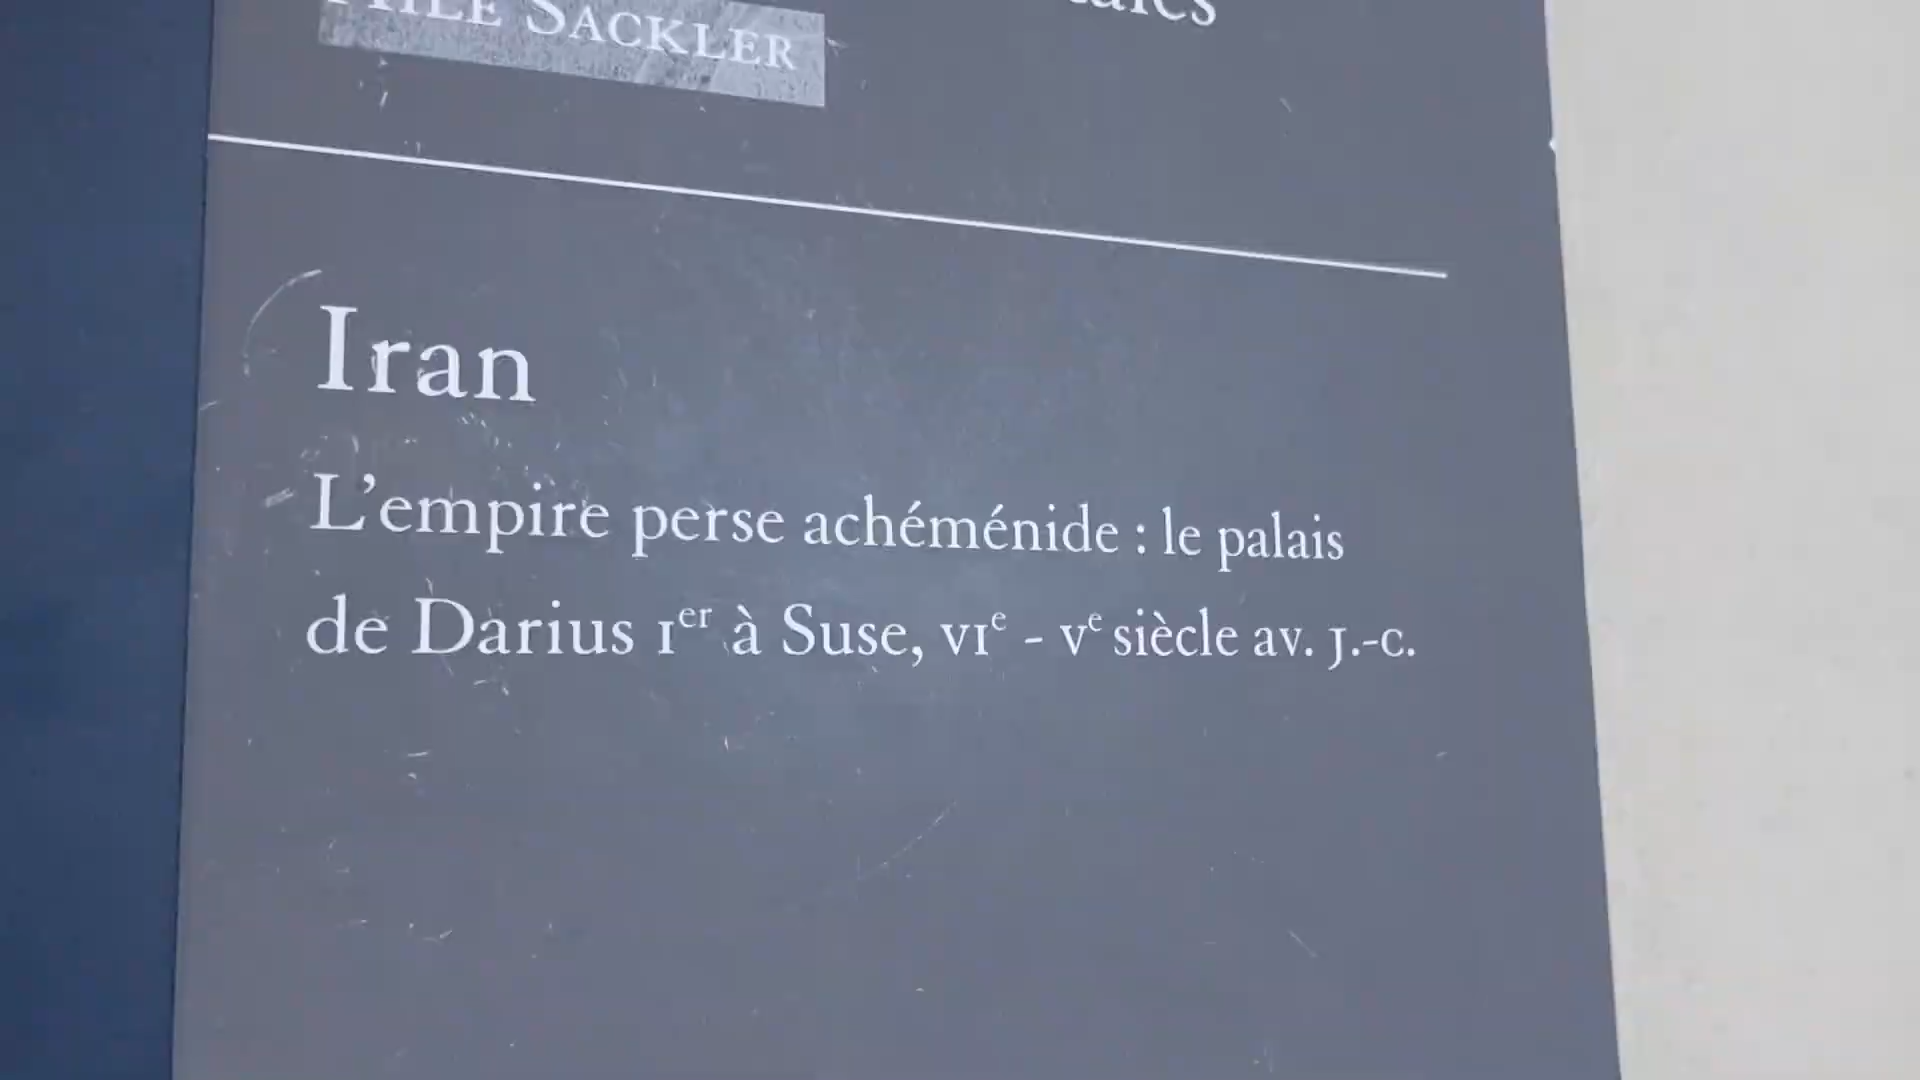 SACKLER
Iran
L'empire perse achéménide : le palais
de Darius Ier à Suse, VIe - Ve siècle av. J.-C.